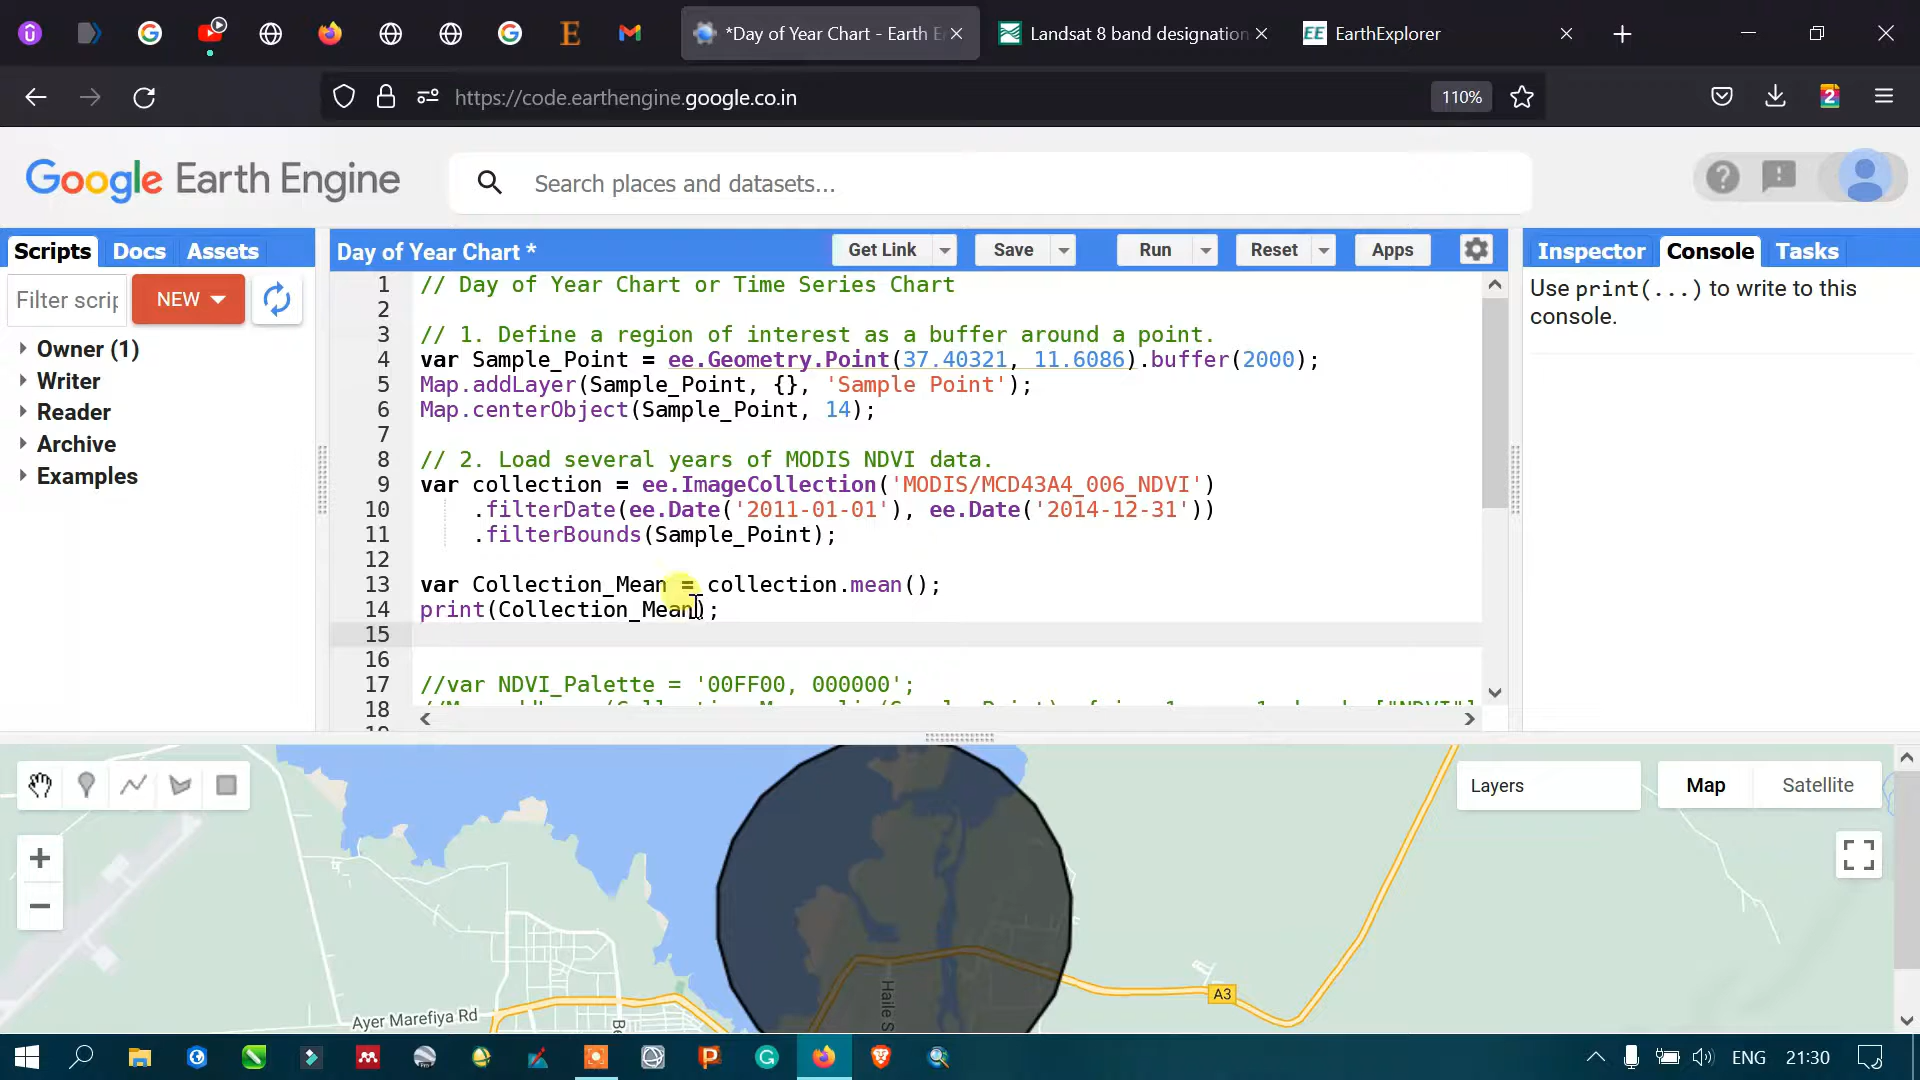 *Day of Year Chart - Earth E
Landsat 8 band designation
EE EarthExplorer
https://code.earthengine.google.co.in
110%
2
Google Earth Engine
Search places and datasets...
Scripts Docs Assets
Day of Year Chart *
Get Link
Save
Run
Reset
Apps
Inspector Console Tasks
Filter scrip
NEW
Owner (1)
Writer
Reader
Archive
Examples
1 // Day of Year Chart or Time Series Chart
2
3 // 1. Define a region of interest as a buffer around a point.
4 var Sample_Point = ee.Geometry.Point(37.40321, 11.6086).buffer(2000);
5 Map.addLayer(Sample_Point, {}, 'Sample Point');
6 Map.centerObject(Sample_Point, 14);
7
8 // 2. Load several years of MODIS NDVI data.
9 var collection = ee.ImageCollection('MODIS/MCD43A4_006_NDVI')
10 .filterDate(ee.Date('2011-01-01'), ee.Date('2014-12-31'))
11 .filterBounds(Sample_Point);
12
13 var Collection_Mean = collection.mean();
14 print(Collection_Mean);
15
16
17 //var NDVI_Palette = '00FF00, 000000';
18
Use print(...) to write to this
console.
Layers
Map Satellite
A3
Haile S
Ayer Marefiya Rd
Be
ENG 21:30